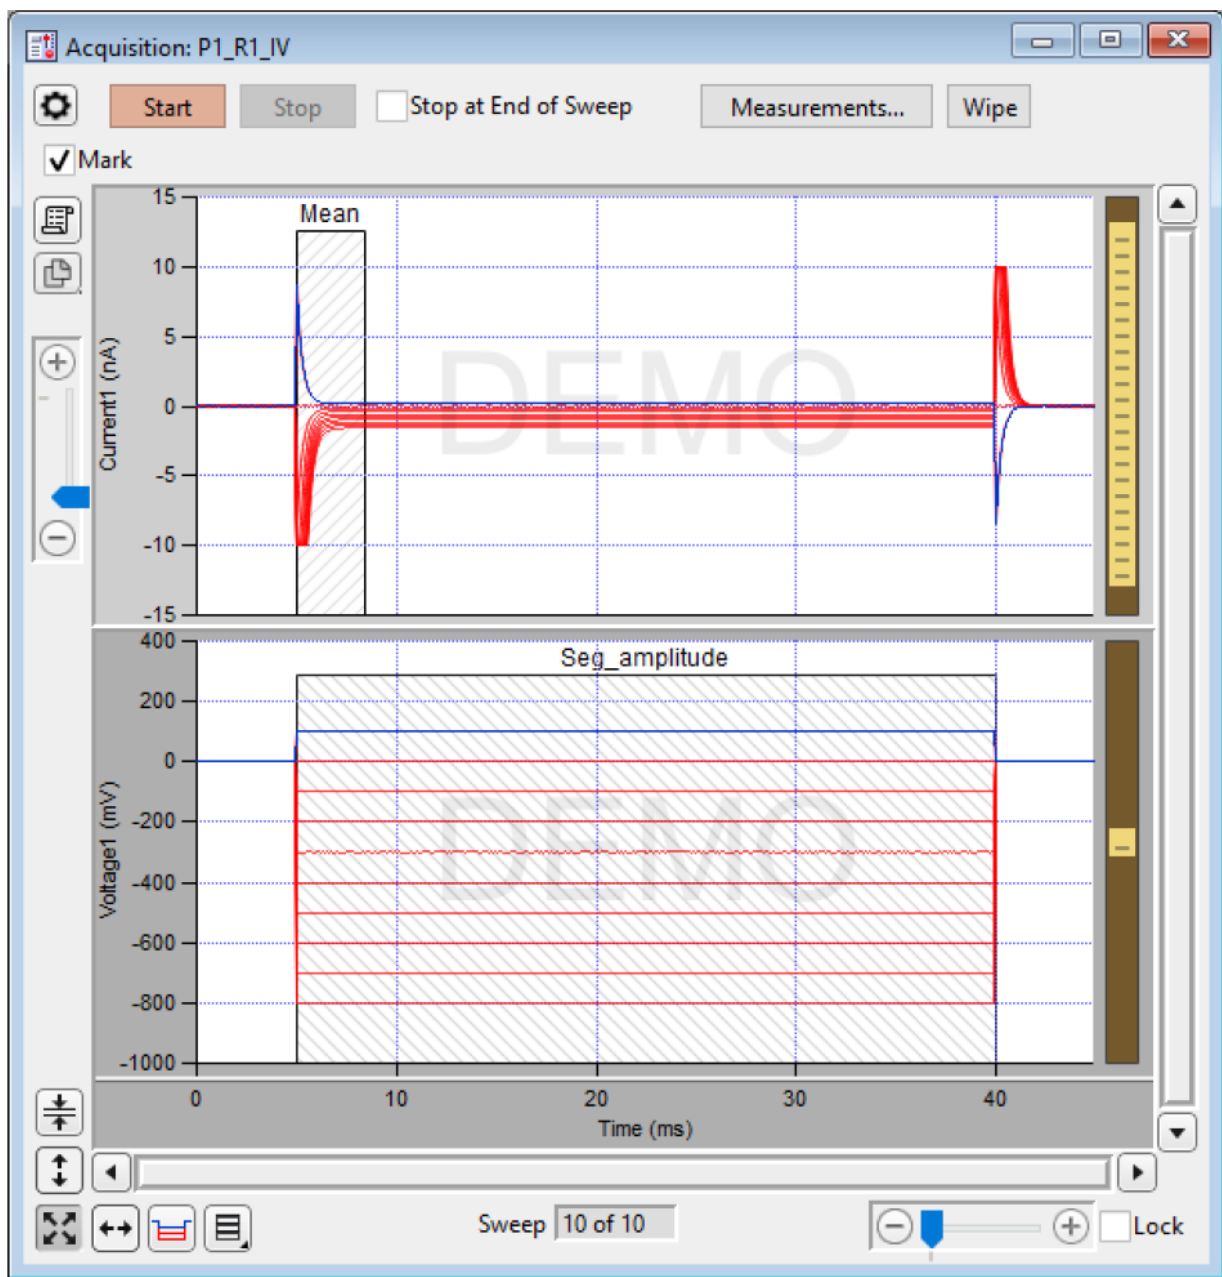 Acquisition: P1_R1_IV
Start
Stop
Stop at End of Sweep
Measurements...
Wipe
Mark
15
10
5
0
-5
-10
-15
Current1 (nA)
Mean
DEMO
400
200
0
-200
-400
-600
-800
-1000
Voltage1 (mV)
Seg_amplitude
DEMO
0 10 20 30 40
Time (ms)
Sweep 10 of 10
Lock